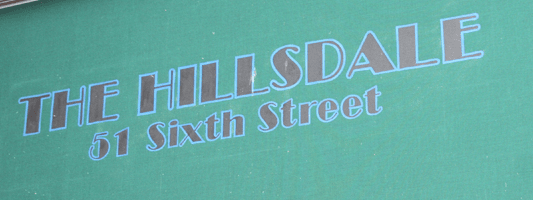 THE HILLSDALE
51 Sixth Street